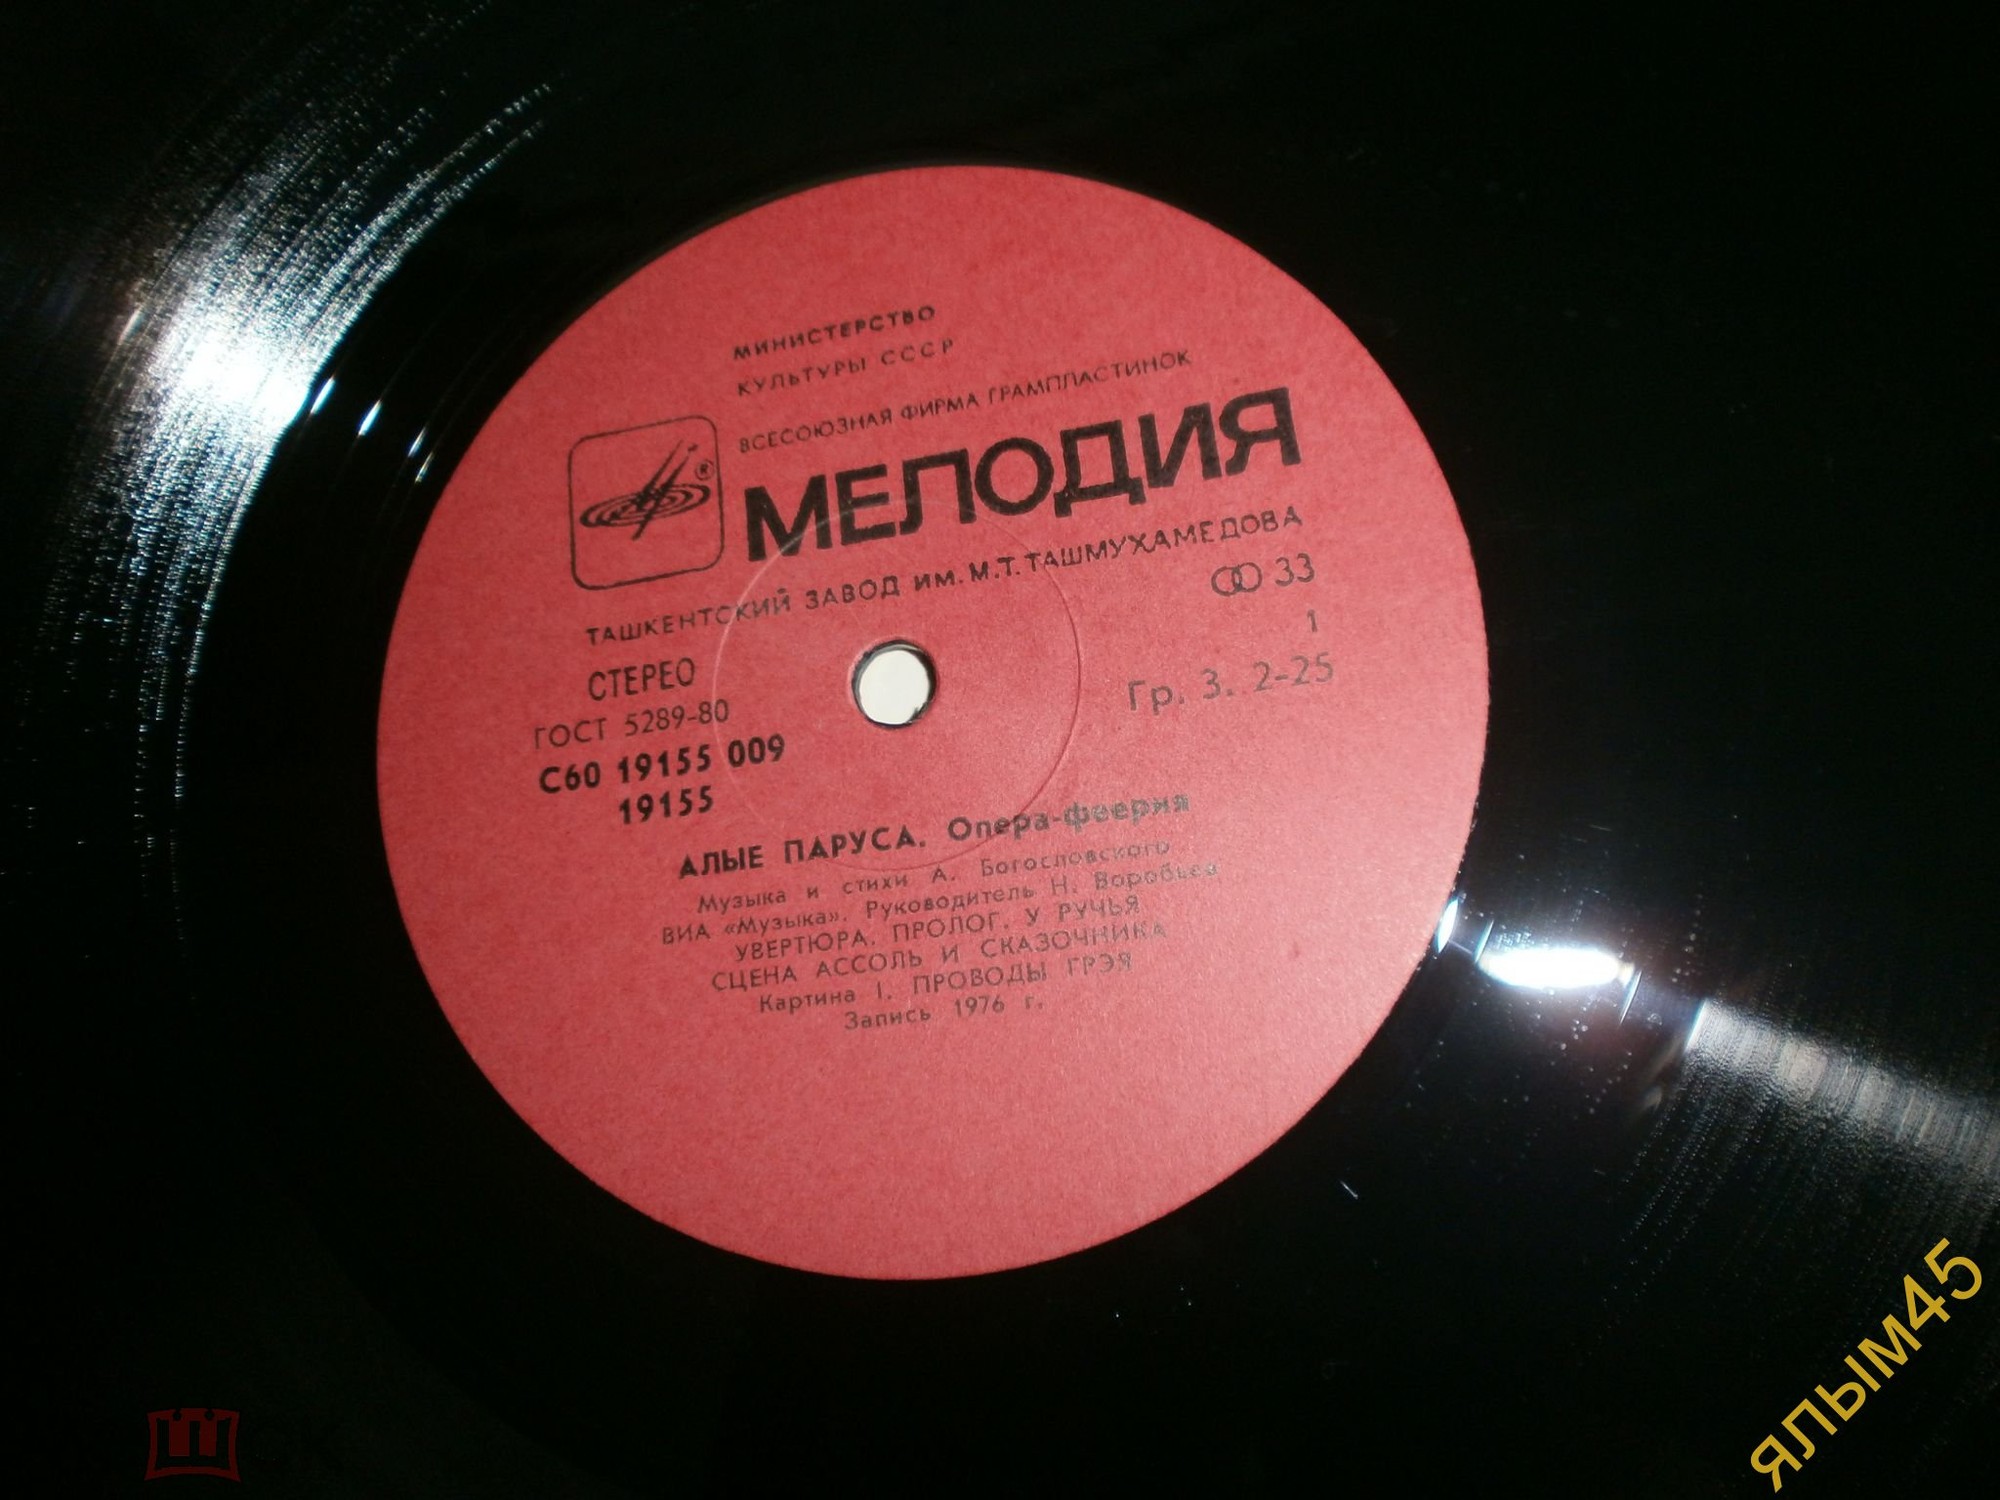 МИНИСТЕРСТВО
КУЛЬТУРЫ СССР
ВСЕСОЮЗНАЯ ФИРМА ГРАМПЛАСТИНОК
МЕЛОДИЯ
®
ТАШКЕНТСКИЙ ЗАВОД ИМ. М.Т. ТАШМУХАМЕДОВА
33
СТЕРЕО
1
ГОСТ 5289-80
Гр. 3. 2-25
С60 19155 009
19155
АЛЫЕ ПАРУСА. Опера-феерия
Музыка и стихи А. Богословского
ВИА «Музыка». Руководитель Н. Воробьев
УВЕРТЮРА. ПРОЛОГ. У РУЧЬЯ
СЦЕНА АССОЛЬ И СКАЗОЧНИКА
Картина I. ПРОВОДЫ ГРЭЯ
Запись 1976 г.
ялым45